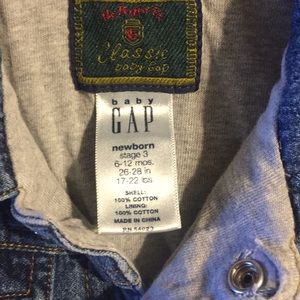 Classic
baby Gap
baby
GAP
newborn
stage 3
6-12 mos.
26-28 in
17-22 lbs.
SHELL:
100% COTTON
LINING:
100% COTTON
MADE IN CHINA